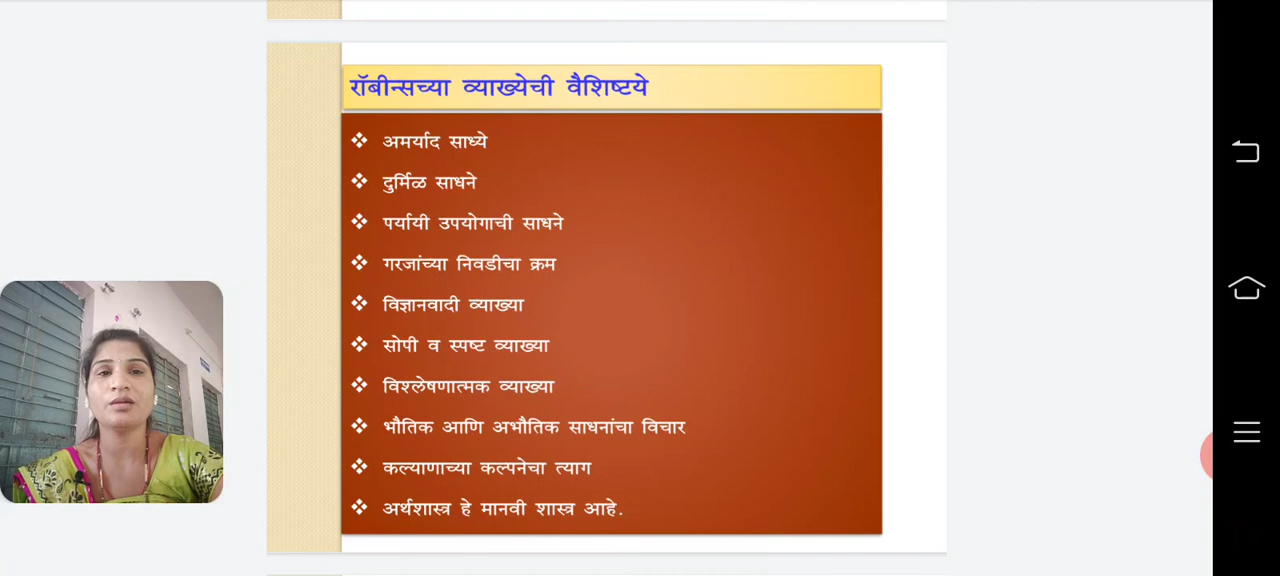 रॉबीन्सच्या व्याख्येची वैशिष्टये
❖ अमर्याद साध्ये
❖ दुर्मिळ साधने
❖ पर्यायी उपयोगाची साधने
❖ गरजांच्या निवडीचा क्रम
❖ विज्ञानवादी व्याख्या
❖ सोपी व स्पष्ट व्याख्या
❖ विश्लेषणात्मक व्याख्या
❖ भौतिक आणि अभौतिक साधनांचा विचार
❖ कल्याणाच्या कल्पनेचा त्याग
❖ अर्थशास्त्र हे मानवी शास्त्र आहे.